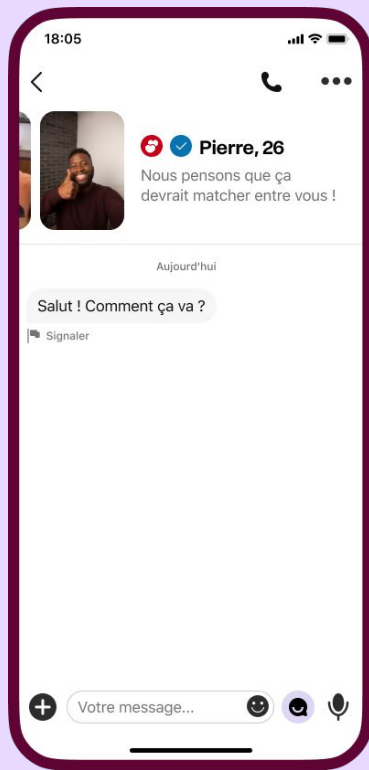 18:05
Pierre, 26
Nous pensons que ça
devrait matcher entre vous !
Aujourd'hui
Salut ! Comment ça va ?
Signaler
Votre message...